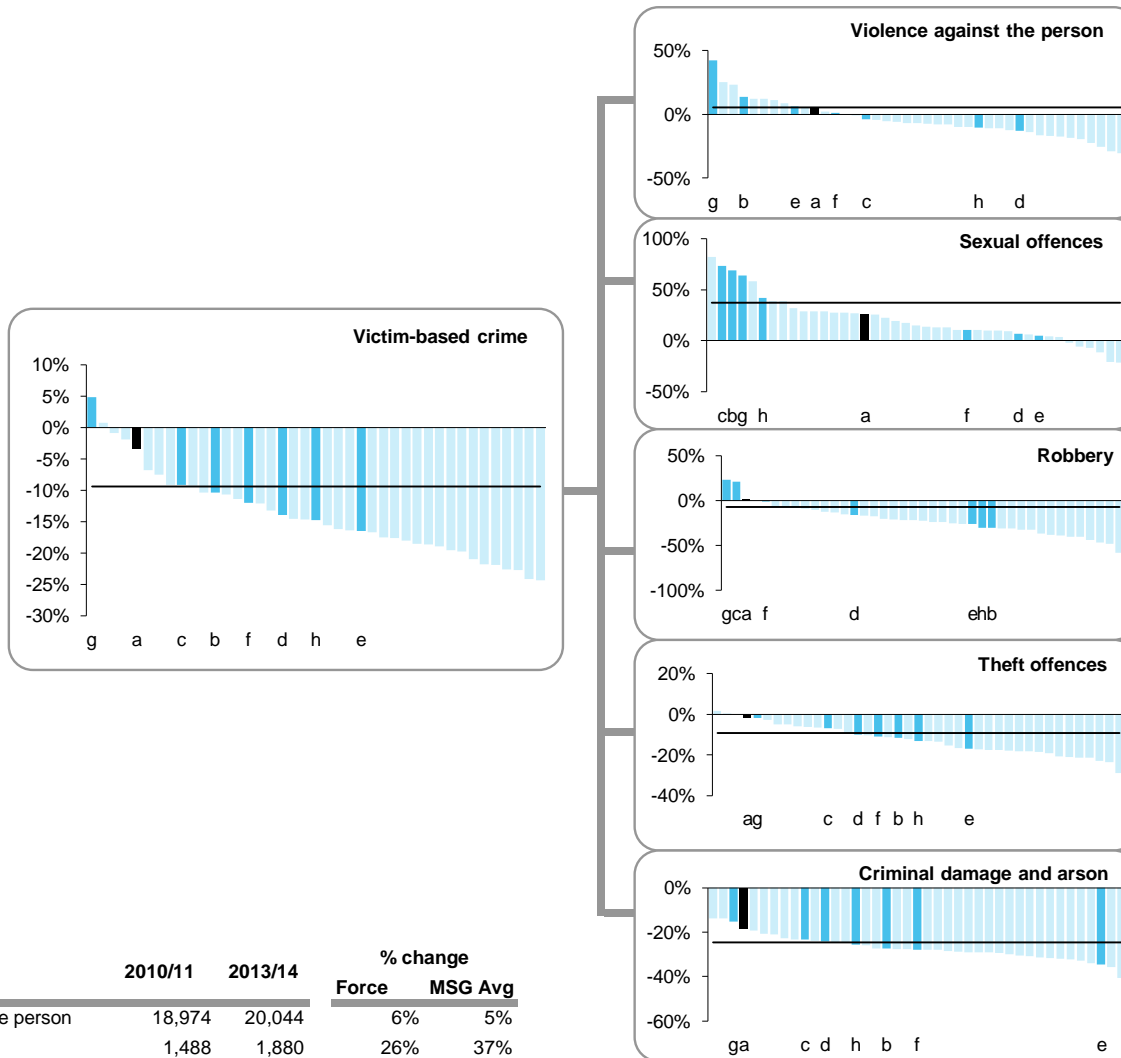 Violence against the person
50%
0%
-50%
g b e a f c h d
Sexual offences
100%
50%
0%
-50%
cbg h a f d e
Victim-based crime
10%
5%
0%
-5%
-10%
-15%
-20%
-25%
-30%
g a c b f d h e
Robbery
50%
0%
-50%
-100%
gca f d ehb
Theft offences
20%
0%
-20%
-40%
ag c d f b h e
Criminal damage and arson
0%
-20%
-40%
-60%
ga c d h b f e
2010/11 2013/14 % change
Force MSG Avg
e person 18,974 20,044 6% 5%
1,488 1,880 26% 37%